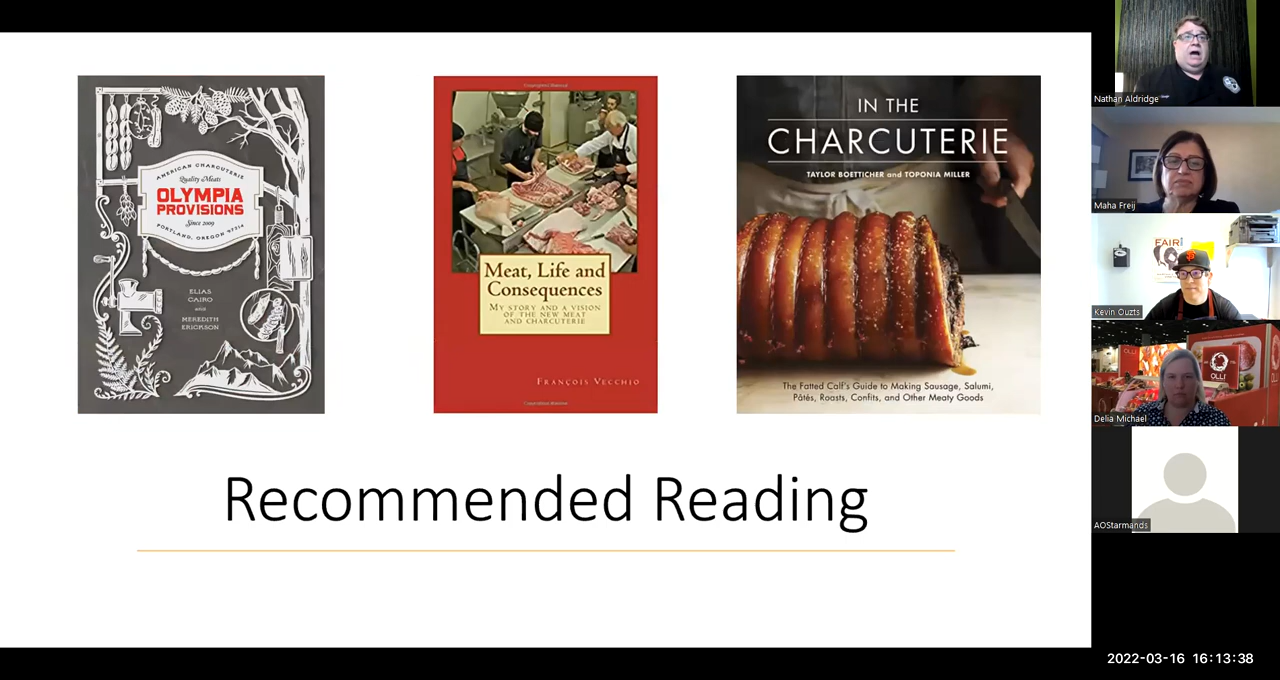 AMERICAN CHARCUTERIE
Quality Meats
OLYMPIA
PROVISIONS
Since 2009
PORTLAND, OREGON 97214
ELIAS
CAIRO
with
MEREDITH
ERICKSON
Meat, Life and
Consequences
MY STORY AND A VISION
OF THE NEW MEAT
AND CHARCUTERIE
FRANÇOIS VECCHIO
IN THE
CHARCUTERIE
TAYLOR BOETTICHER and TOPONIA MILLER
The Fatted Calf's Guide to Making Sausage, Salumi,
Pâtés, Roasts, Confits, and Other Meaty Goods
Recommended Reading
Nathan Aldridge
Maha Freij
FAIR
Kevin Ouzts
OLLI
Delia Michael
AOStarmands
2022-03-16 16:13:38